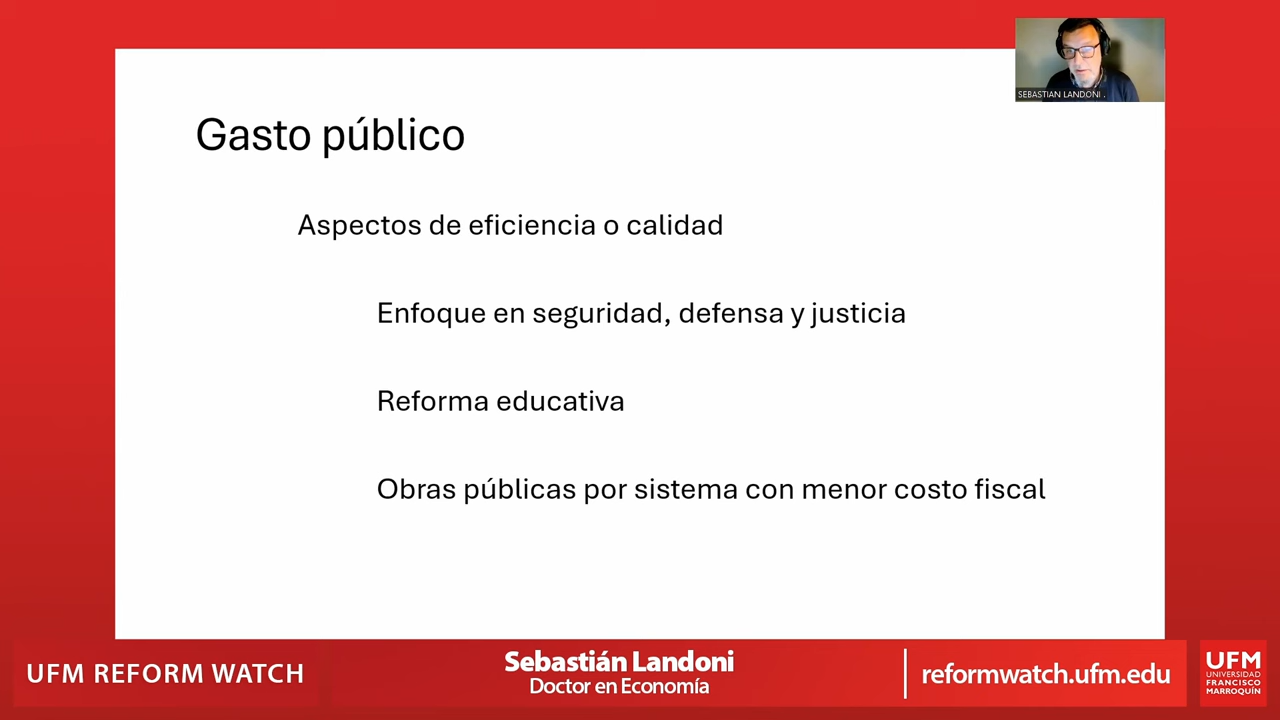 SEBASTIAN LANDONI .
Gasto público
Aspectos de eficiencia o calidad
Enfoque en seguridad, defensa y justicia
Reforma educativa
Obras públicas por sistema con menor costo fiscal
UFM REFORM WATCH
Sebastián Landoni
Doctor en Economía
reformwatch.ufm.edu
UFM
UNIVERSIDAD
FRANCISCO
MARROQUÍN